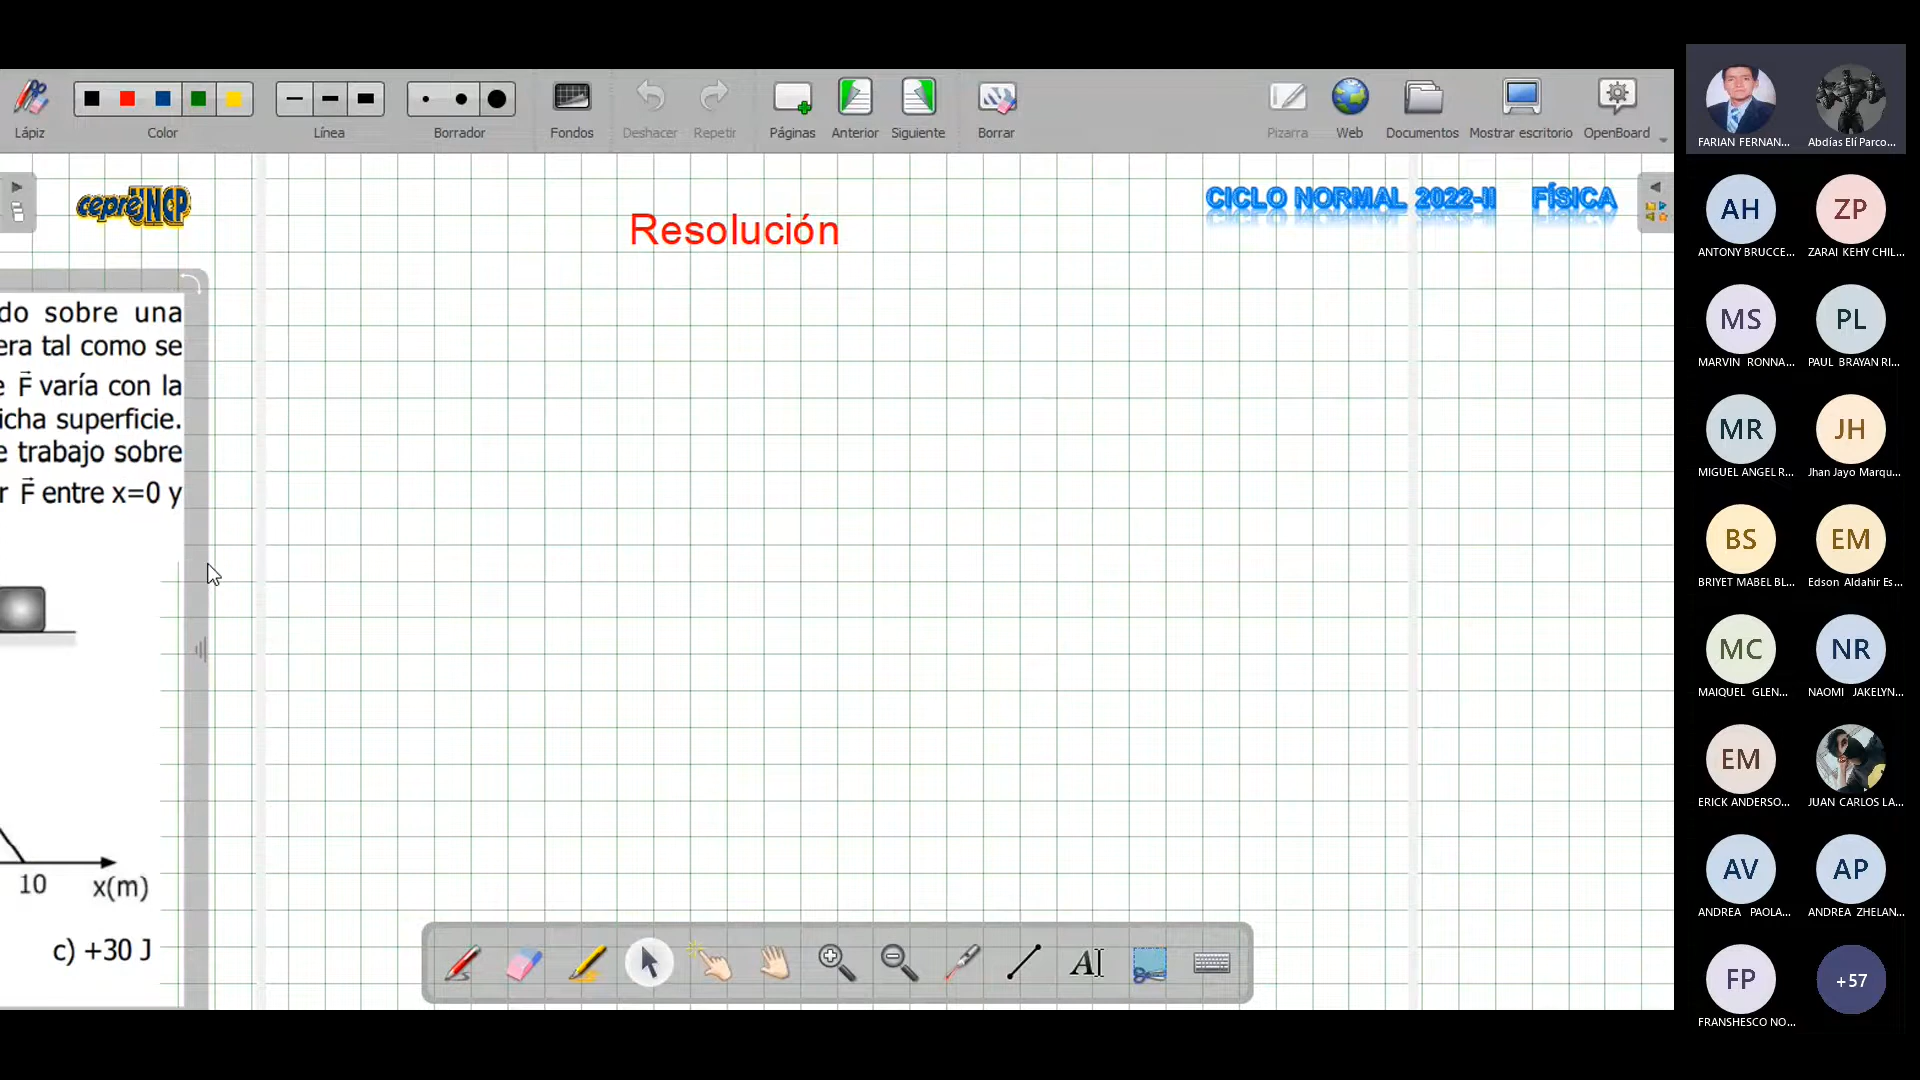 Lápiz
Color
Línea
Borrador
Fondos
Deshacer
Repetir
Páginas
Anterior
Siguiente
Borrar
Pizarra
Web
Documentos
Mostrar escritorio
OpenBoard
cepreUNCP
Resolución
CICLO NORMAL 2022-II FÍSICA
do sobre una
era tal como se
e F varía con la
icha superficie.
e trabajo sobre
r F entre x=0 y
10 x(m)
c) +30 J
AI
FARIAN FERNAN...
Abdías Elí Parco...
AH
ANTONY BRUCCE...
ZP
ZARAI KEHY CHIL...
MS
MARVIN RONNA...
PL
PAUL BRAYAN RI...
MR
MIGUEL ANGEL R...
JH
Jhan Jayo Marqu...
BS
BRIYET MABEL BL...
EM
Edson Aldahir Es...
MC
MAIQUEL GLEN...
NR
NAOMI JAKELYN...
EM
ERICK ANDERSO...
JUAN CARLOS LA...
AV
ANDREA PAOLA...
AP
ANDREA ZHELAN...
FP
FRANSHESCO NO...
+57